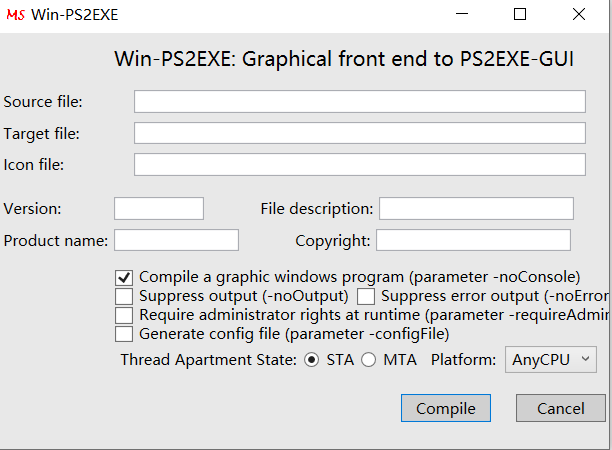 MS Win-PS2EXE
Win-PS2EXE: Graphical front end to PS2EXE-GUI
Source file:
Target file:
Icon file:
Version: File description:
Product name: Copyright:
Compile a graphic windows program (parameter -noConsole)
Suppress output (-noOutput) Suppress error output (-noError
Require administrator rights at runtime (parameter -requireAdmin
Generate config file (parameter -configFile)
Thread Apartment State: STA MTA Platform: AnyCPU
Compile Cancel